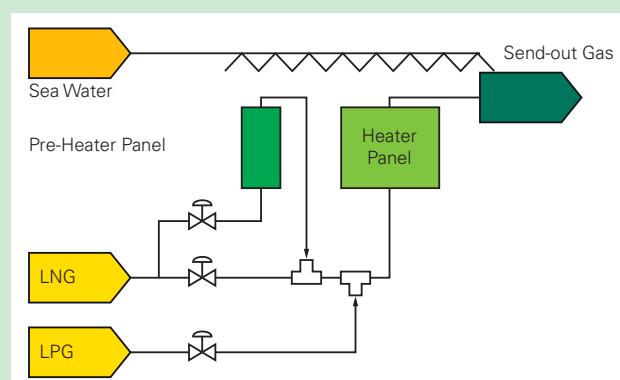 Send-out Gas
Sea Water
Pre-Heater Panel
Heater
Panel
LNG
LPG